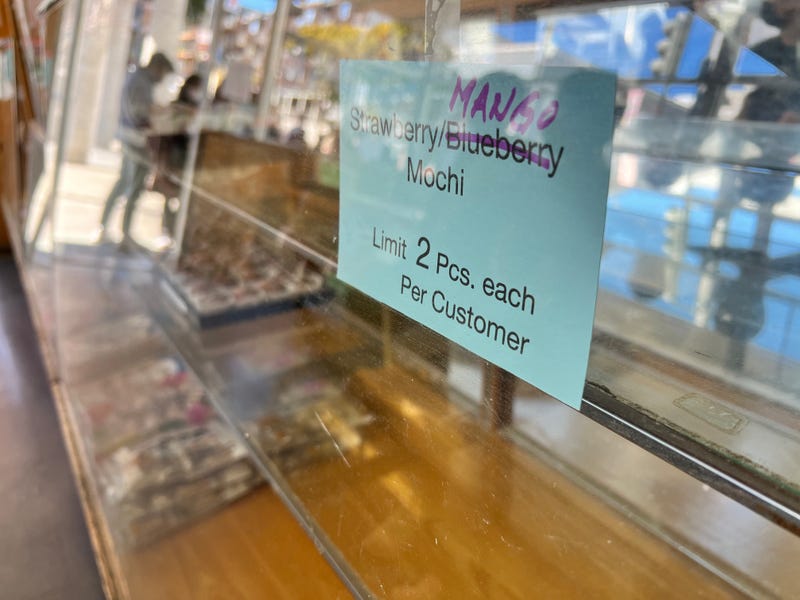 MANGO
Strawberry/Blueberry
Mochi
Limit 2 Pcs. each
Per Customer